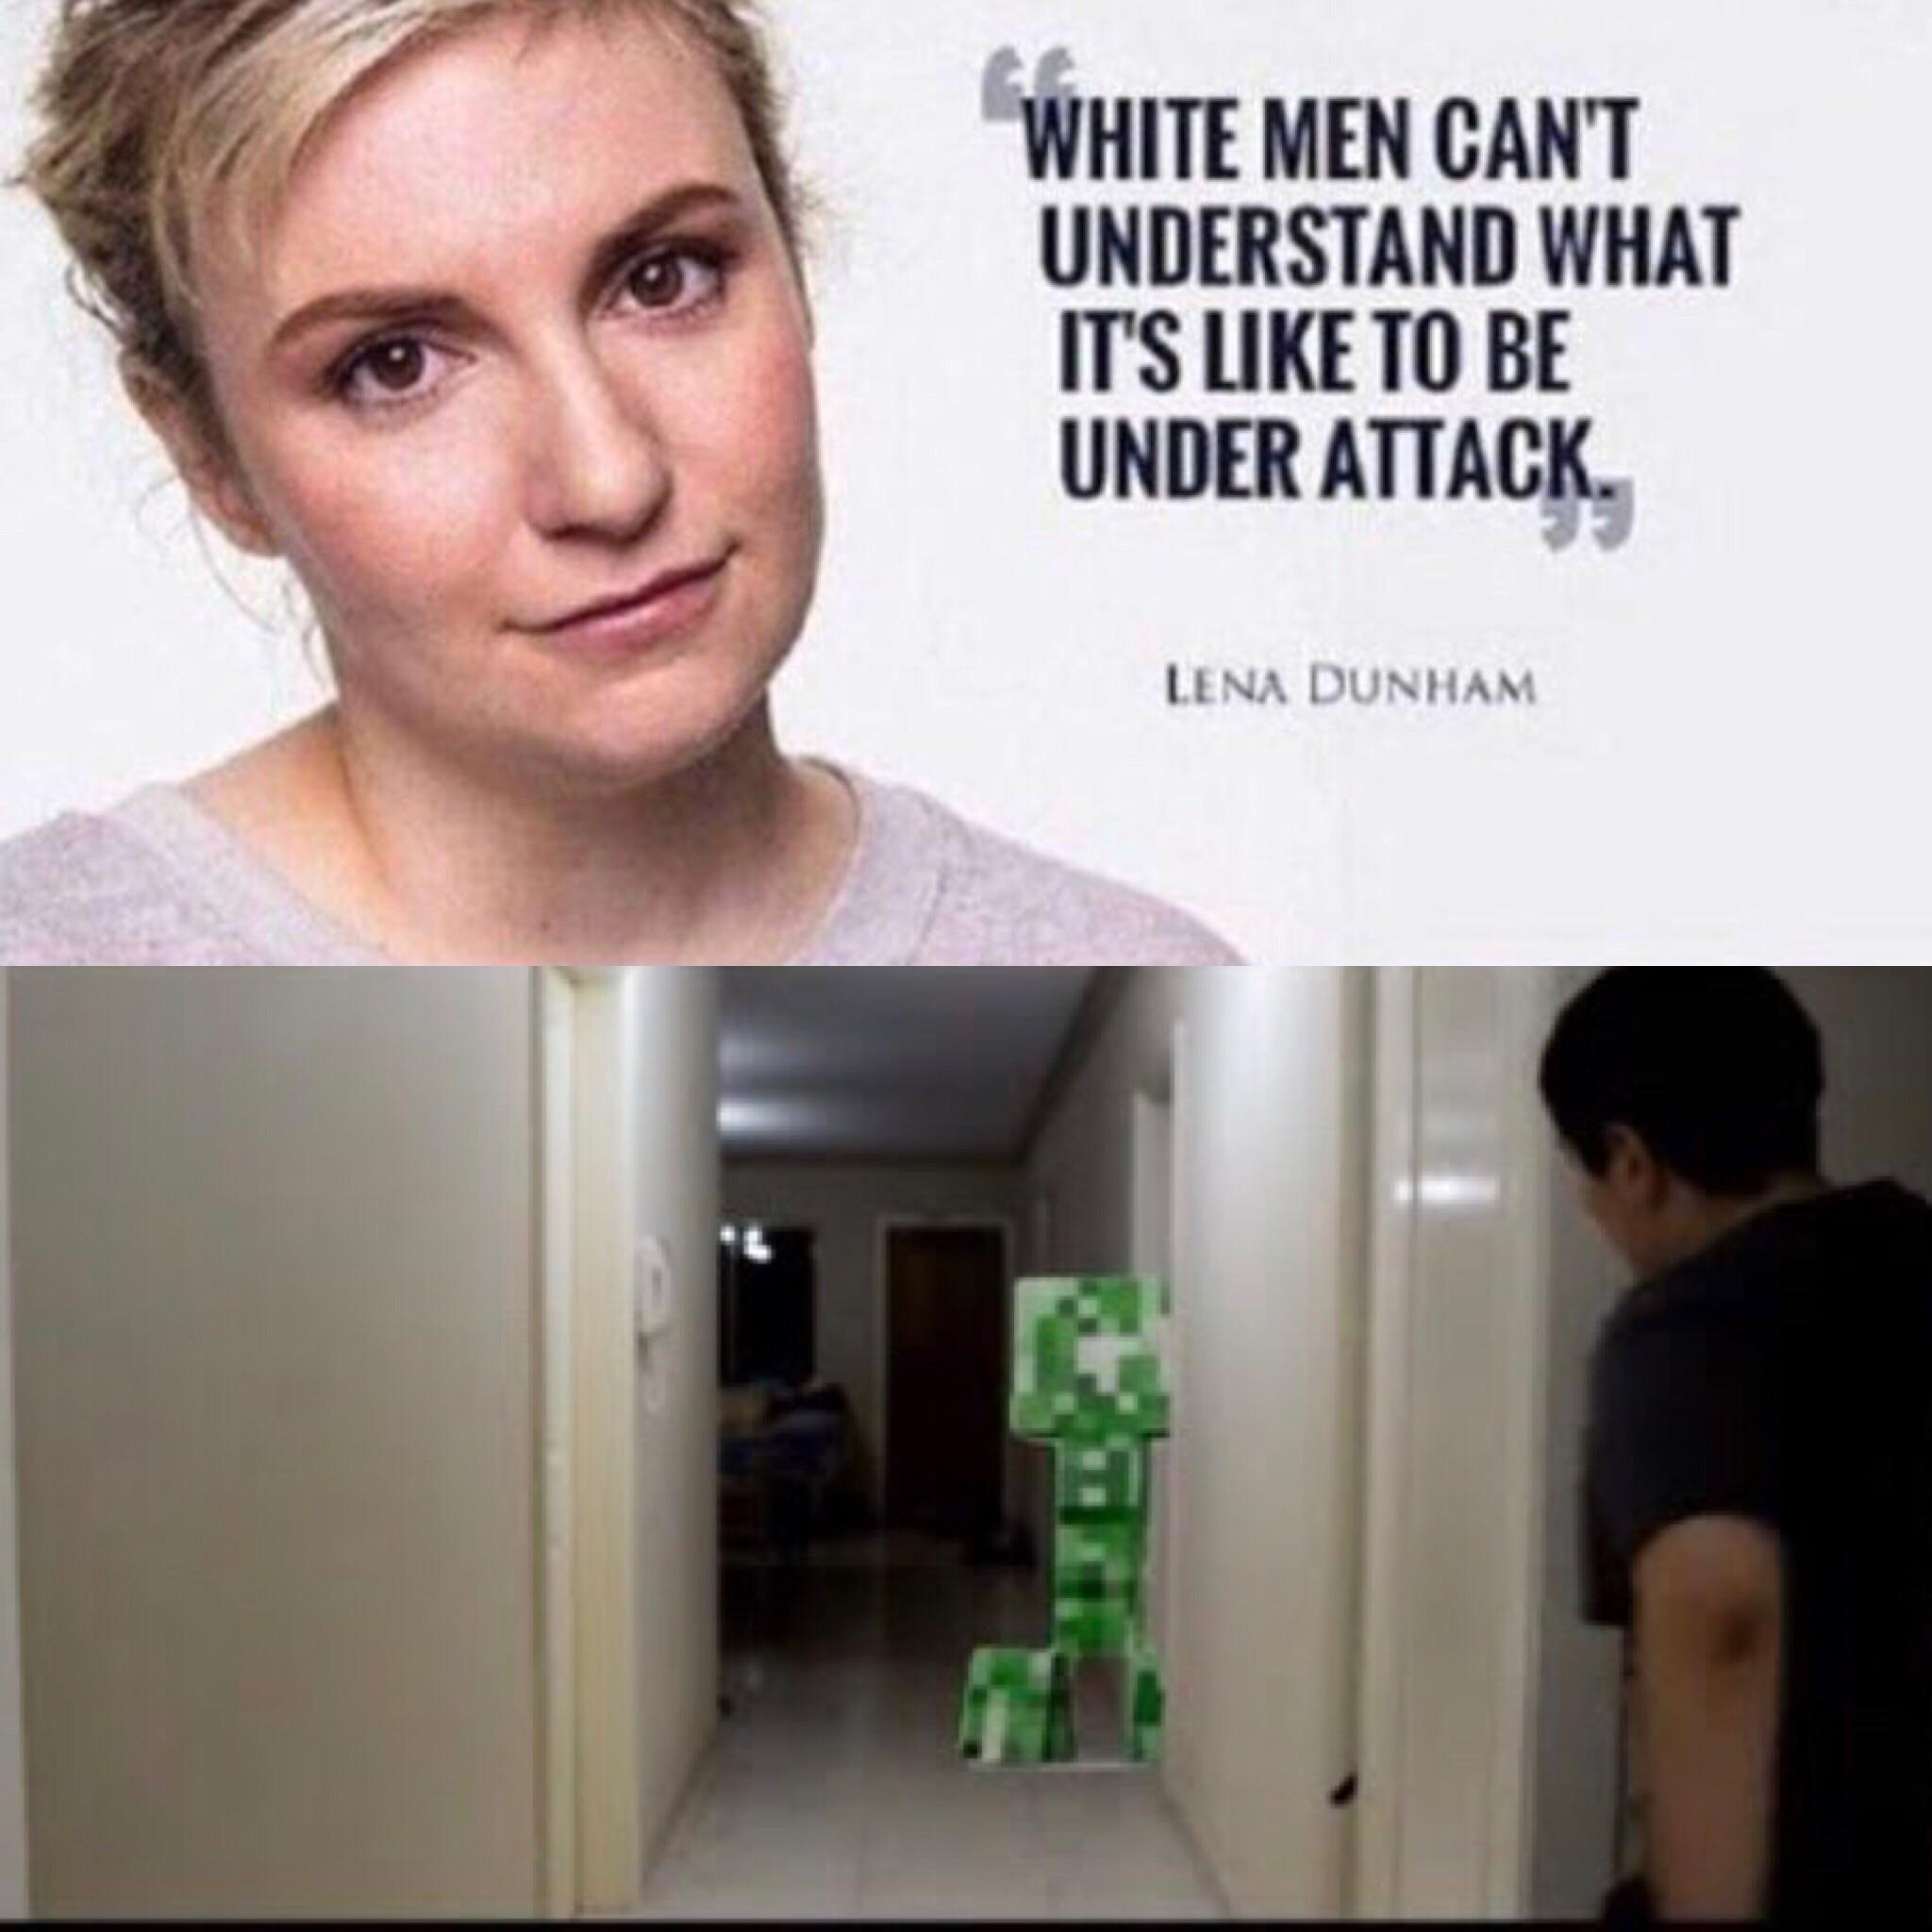 “WHITE MEN CAN'T
UNDERSTAND WHAT
IT'S LIKE TO BE
UNDER ATTACK.”
LENA DUNHAM